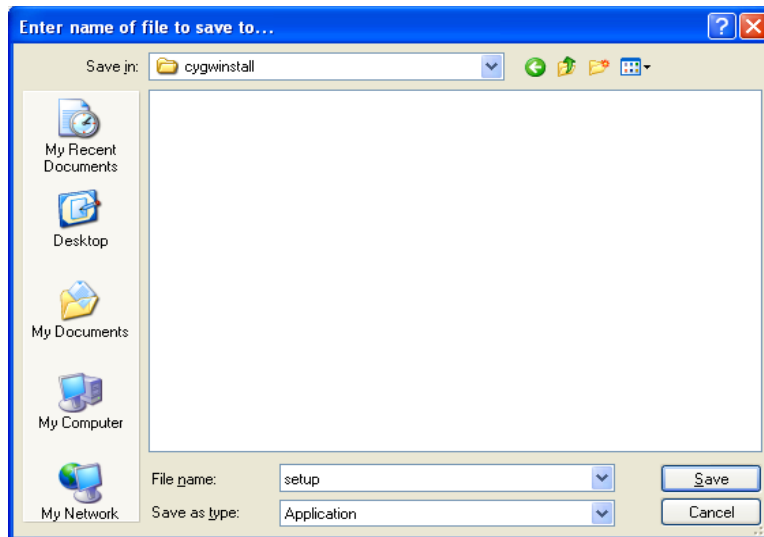 Enter name of file to save to...
Save in: cygwinstall
My Recent
Documents
Desktop
My Documents
My Computer
My Network
File name: setup Save
Save as type: Application Cancel